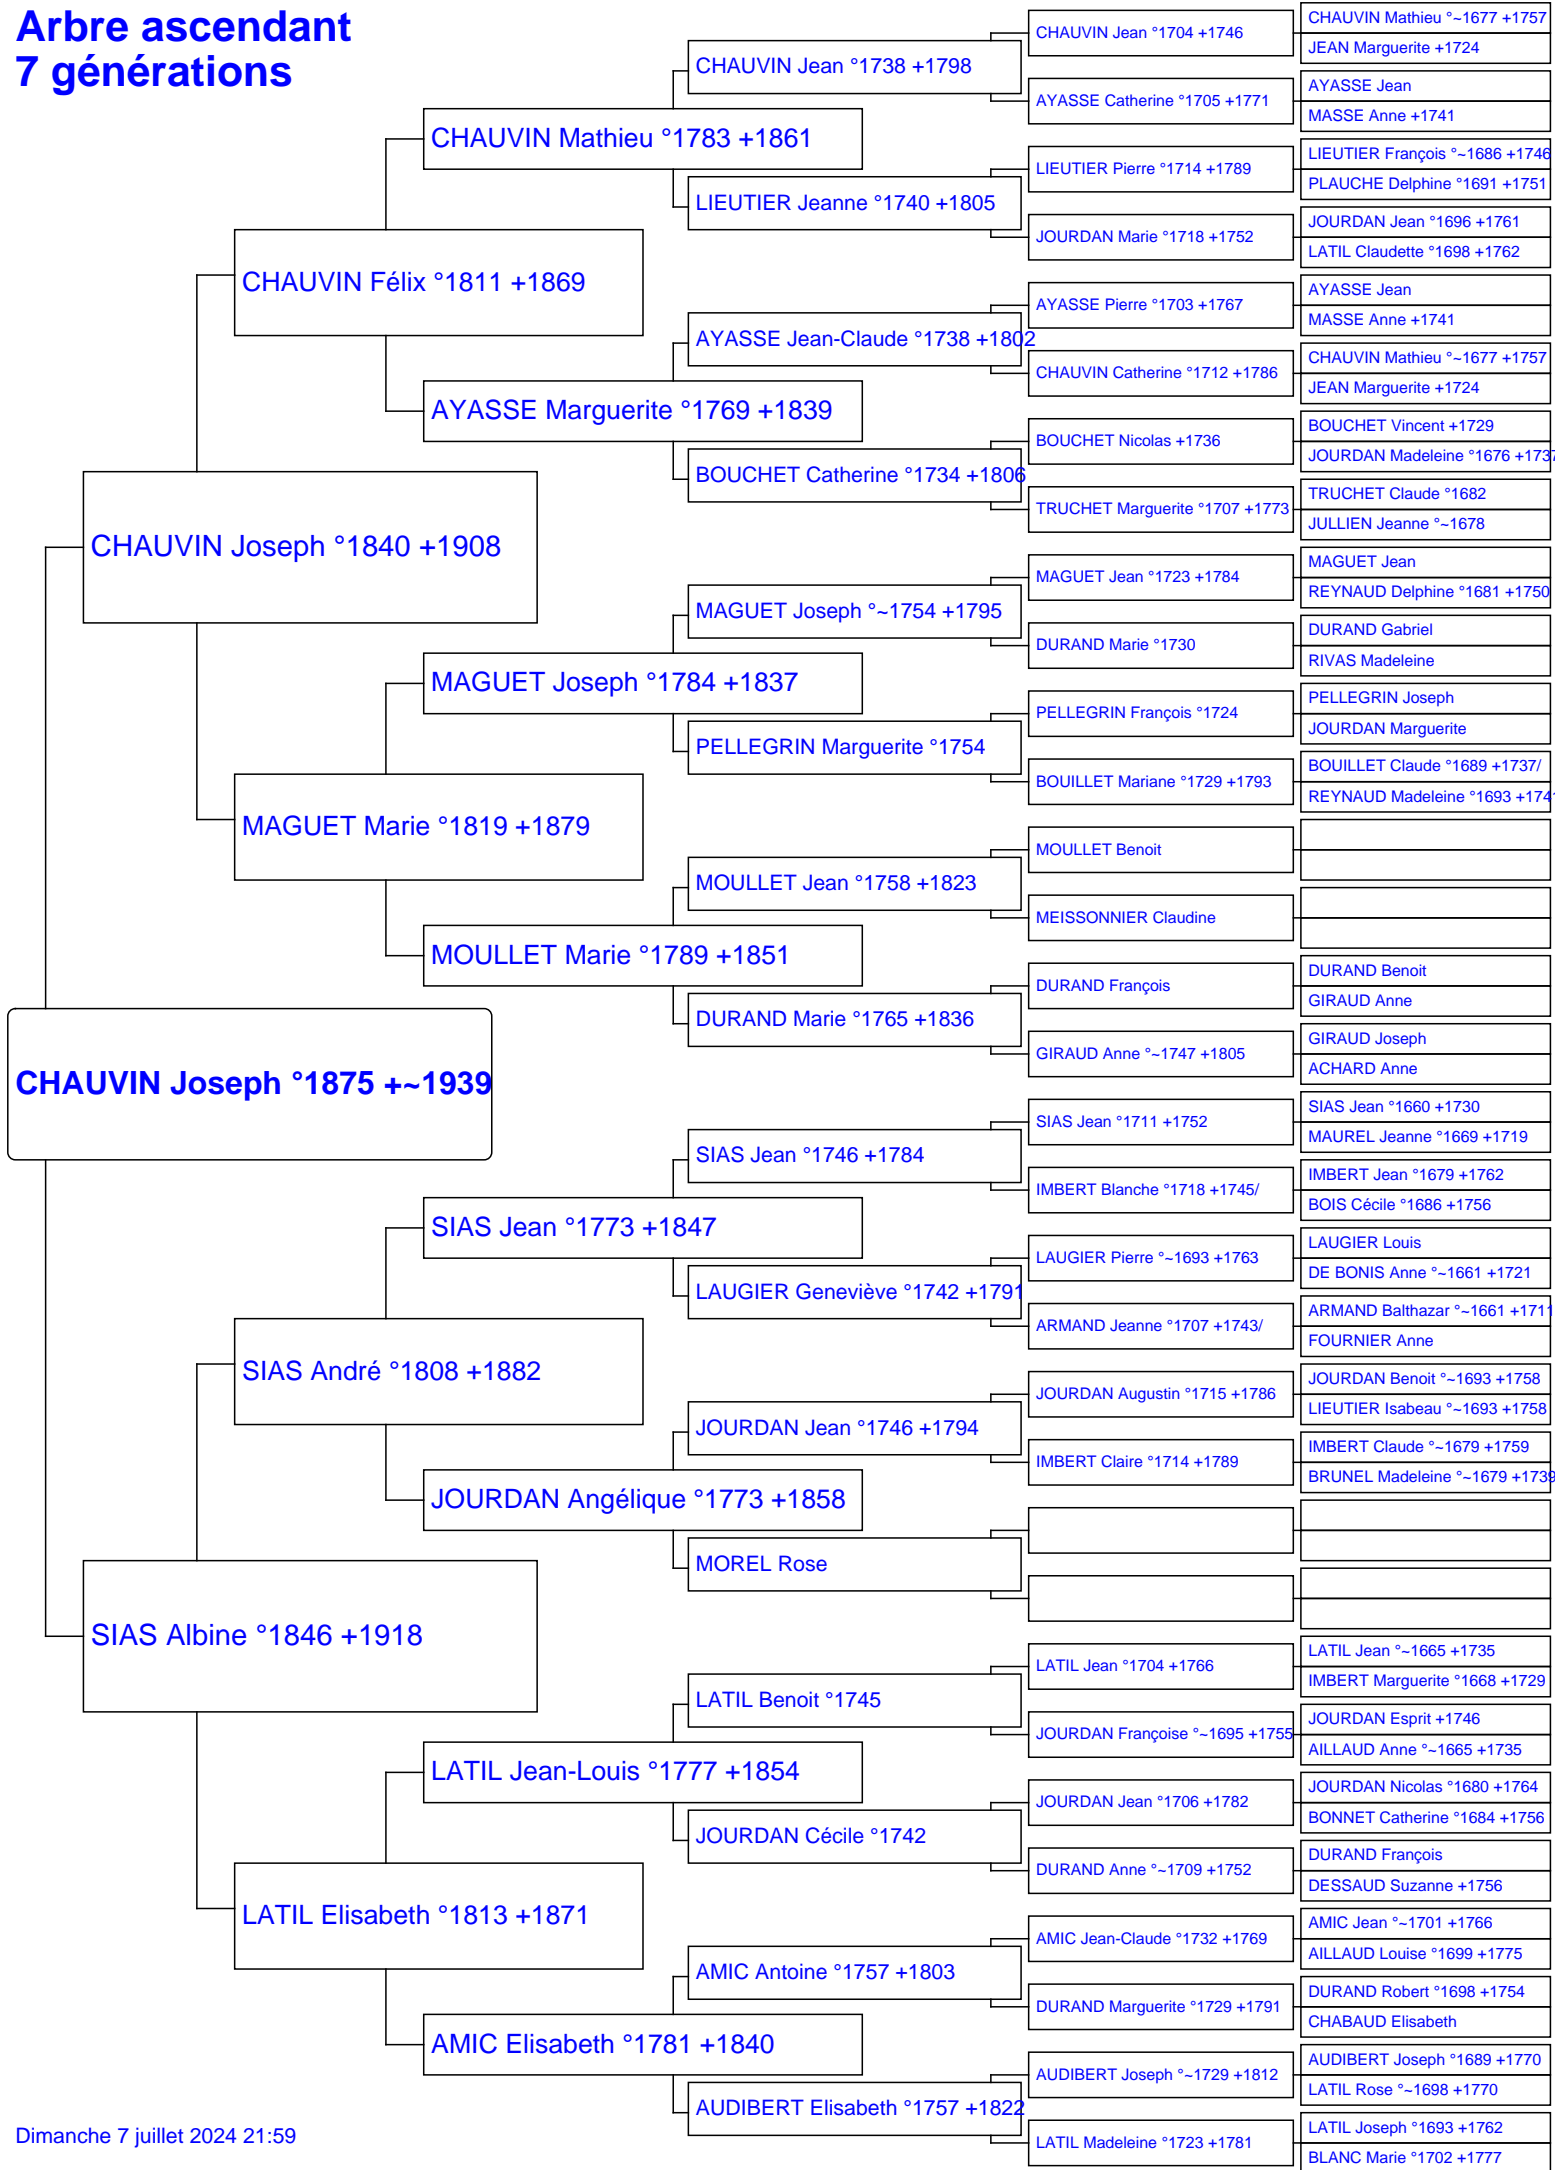 Arbre ascendant
7 générations
CHAUVIN Joseph °1875 +~1939
CHAUVIN Joseph °1840 +1908
SIAS Albine °1846 +1918
CHAUVIN Félix °1811 +1869
MAGUET Marie °1819 +1879
SIAS André °1808 +1882
LATIL Elisabeth °1813 +1871
CHAUVIN Mathieu °1783 +1861
AYASSE Marguerite °1769 +1839
MAGUET Joseph °1784 +1837
MOULLET Marie °1789 +1851
SIAS Jean °1773 +1847
JOURDAN Angélique °1773 +1858
LATIL Jean-Louis °1777 +1854
AMIC Elisabeth °1781 +1840
CHAUVIN Jean °1738 +1798
LIEUTIER Jeanne °1740 +1805
AYASSE Jean-Claude °1738 +1802
BOUCHET Catherine °1734 +1806
MAGUET Joseph °~1754 +1795
PELLEGRIN Marguerite °1754
MOULLET Jean °1758 +1823
DURAND Marie °1765 +1836
SIAS Jean °1746 +1784
LAUGIER Geneviève °1742 +1791
JOURDAN Jean °1746 +1794
MOREL Rose
LATIL Benoit °1745
JOURDAN Cécile °1742
AMIC Antoine °1757 +1803
AUDIBERT Elisabeth °1757 +1822
CHAUVIN Jean °1704 +1746
AYASSE Catherine °1705 +1771
LIEUTIER Pierre °1714 +1789
JOURDAN Marie °1718 +1752
AYASSE Pierre °1703 +1767
CHAUVIN Catherine °1712 +1786
BOUCHET Nicolas +1736
TRUCHET Marguerite °1707 +1773
MAGUET Jean °1723 +1784
DURAND Marie °1730
PELLEGRIN François °1724
BOUILLET Mariane °1729 +1793
MOULLET Benoit
MEISSONNIER Claudine
DURAND François
GIRAUD Anne °~1747 +1805
SIAS Jean °1711 +1752
IMBERT Blanche °1718 +1745/
LAUGIER Pierre °~1693 +1763
ARMAND Jeanne °1707 +1743/
JOURDAN Augustin °1715 +1786
IMBERT Claire °1714 +1789
LATIL Jean °1704 +1766
JOURDAN Françoise °~1695 +1755
JOURDAN Jean °1706 +1782
DURAND Anne °~1709 +1752
AMIC Jean-Claude °1732 +1769
DURAND Marguerite °1729 +1791
AUDIBERT Joseph °~1729 +1812
LATIL Madeleine °1723 +1781
CHAUVIN Mathieu °~1677 +1757
JEAN Marguerite +1724
AYASSE Jean
MASSE Anne +1741
LIEUTIER François °~1686 +1746
PLAUCHE Delphine °1691 +1751
JOURDAN Jean °1696 +1761
LATIL Claudette °1698 +1762
AYASSE Jean
MASSE Anne +1741
CHAUVIN Mathieu °~1677 +1757
JEAN Marguerite +1724
BOUCHET Vincent +1729
JOURDAN Madeleine °1676 +1737
TRUCHET Claude °1682
JULLIEN Jeanne °~1678
MAGUET Jean
REYNAUD Delphine °1681 +1750
DURAND Gabriel
RIVAS Madeleine
PELLEGRIN Joseph
JOURDAN Marguerite
BOUILLET Claude °1689 +1737/
REYNAUD Madeleine °1693 +174
DURAND Benoit
GIRAUD Anne
GIRAUD Joseph
ACHARD Anne
SIAS Jean °1660 +1730
MAUREL Jeanne °1669 +1719
IMBERT Jean °1679 +1762
BOIS Cécile °1686 +1756
LAUGIER Louis
DE BONIS Anne °~1661 +1721
ARMAND Balthazar °~1661 +1711
FOURNIER Anne
JOURDAN Benoit °~1693 +1758
LIEUTIER Isabeau °~1693 +1758
IMBERT Claude °~1679 +1759
BRUNEL Madeleine °~1679 +1739
LATIL Jean °~1665 +1735
IMBERT Marguerite °1668 +1729
JOURDAN Esprit +1746
AILLAUD Anne °~1665 +1735
JOURDAN Nicolas °1680 +1764
BONNET Catherine °1684 +1756
DURAND François
DESSAUD Suzanne +1756
AMIC Jean °~1701 +1766
AILLAUD Louise °1699 +1775
DURAND Robert °1698 +1754
CHABAUD Elisabeth
AUDIBERT Joseph °1689 +1770
LATIL Rose °~1698 +1770
LATIL Joseph °1693 +1762
BLANC Marie °1702 +1777
Dimanche 7 juillet 2024 21:59